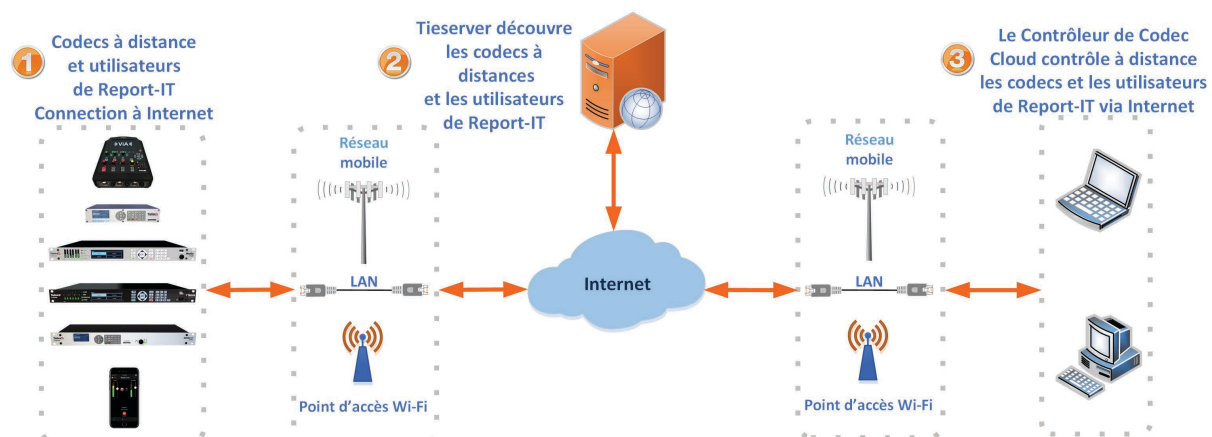 1
Codecs à distance
et utilisateurs
de Report-IT
Connection à Internet
VIA
Réseau
mobile
LAN
Point d'accès Wi-Fi
2
Tieserver découvre
les codecs à
distances
et les utilisateurs
de Report-IT
Internet
Réseau
mobile
LAN
Point d'accès Wi-Fi
3
Le Contrôleur de Codec
Cloud contrôle à distance
les codecs et les utilisateurs
de Report-IT via Internet